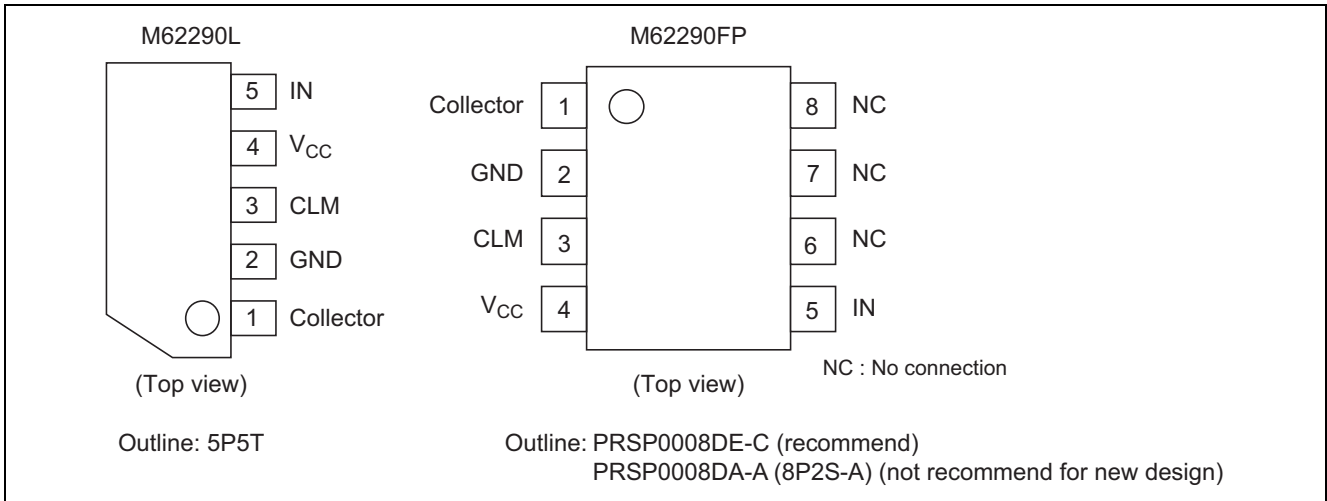 M62290L
5 IN
4 VCC
3 CLM
2 GND
1 Collector
(Top view)
Outline: 5P5T
M62290FP
Collector 1 8 NC
GND 2 7 NC
CLM 3 6 NC
VCC 4 5 IN
NC : No connection
(Top view)
Outline: PRSP0008DE-C (recommend)
PRSP0008DA-A (8P2S-A) (not recommend for new design)